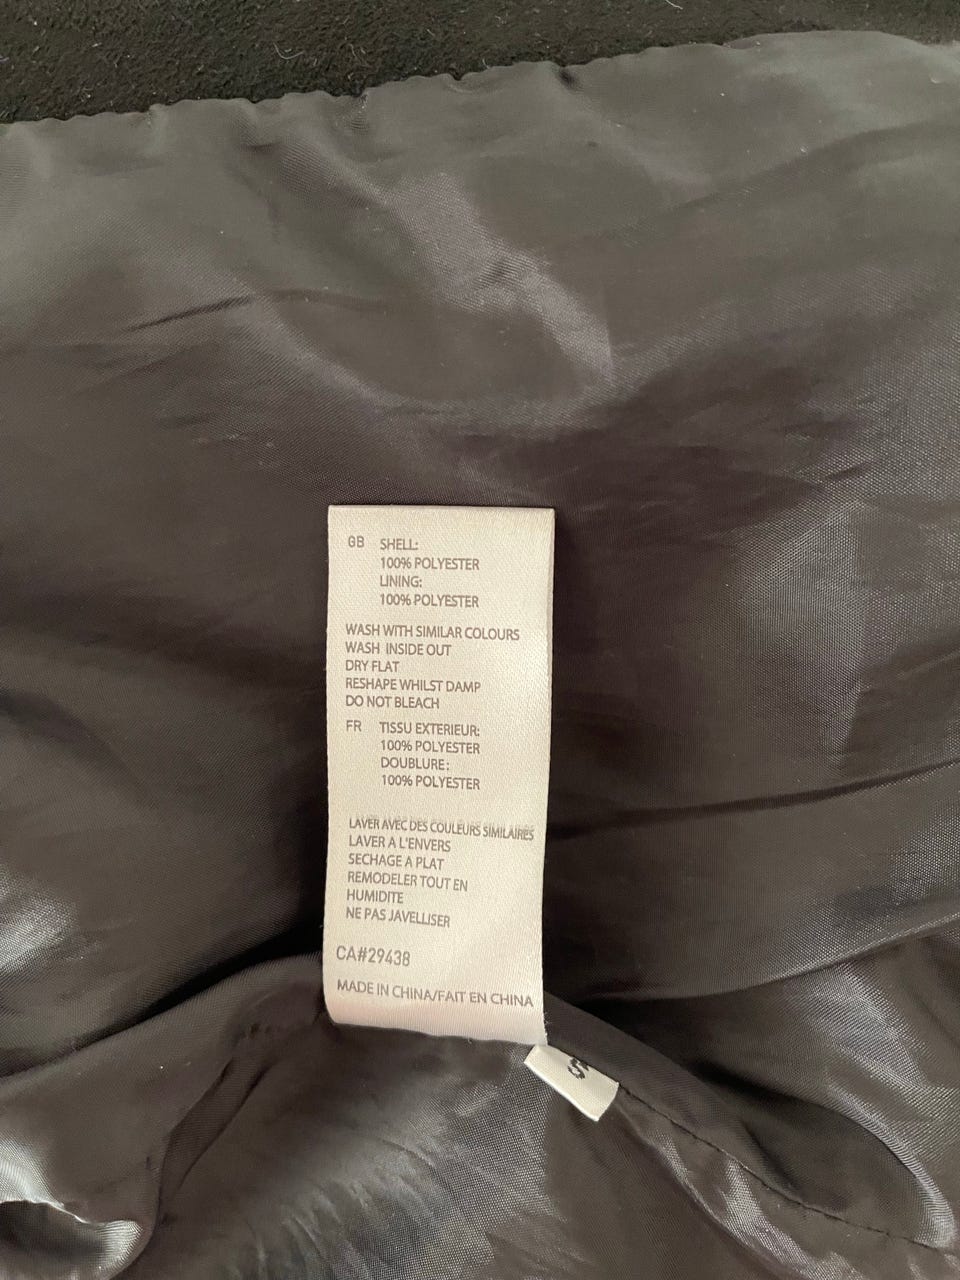 GB SHELL:
100% POLYESTER
LINING:
100% POLYESTER
WASH WITH SIMILAR COLOURS
WASH INSIDE OUT
DRY FLAT
RESHAPE WHILST DAMP
DO NOT BLEACH
FR TISSU EXTERIEUR:
100% POLYESTER
DOUBLURE:
100% POLYESTER
LAVER AVEC DES COULEURS SIMILAIRES
LAVER A L'ENVERS
SECHAGE A PLAT
REMODELER TOUT EN
HUMIDITE
NE PAS JAVELLISER
CA#29438
MADE IN CHINA/FAIT EN CHINA